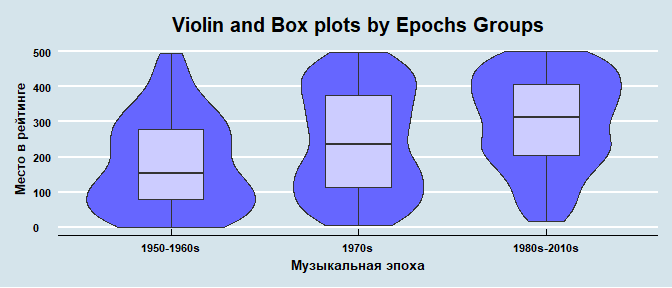 Violin and Box plots by Epochs Groups
Место в рейтинге
500
400
300
200
100
0
1950-1960s
1970s
1980s-2010s
Музыкальная эпоха